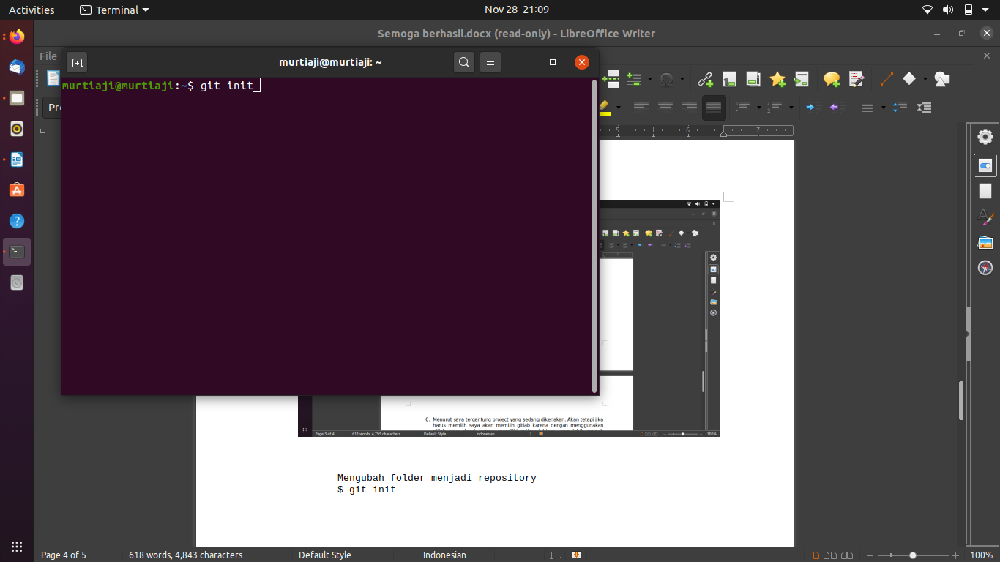 Activities
Terminal
Nov 28 21:09
Semoga berhasil.docx (read-only) - LibreOffice Writer
File
murtiaji@murtiaji: ~
murtiaji@murtiaji:~$ git init
5
6
7
6. Menurut saya tergantung project yang sedang dikerjakan. Akan tetapi jika
harus memilih saya akan memilih gitlab karena dengan menggunakan
Page 3 of 4 611 words, 4,795 characters Default Style Indonesian 100%
Mengubah folder menjadi repository
$ git init
Page 4 of 5 618 words, 4,843 characters Default Style Indonesian 100%